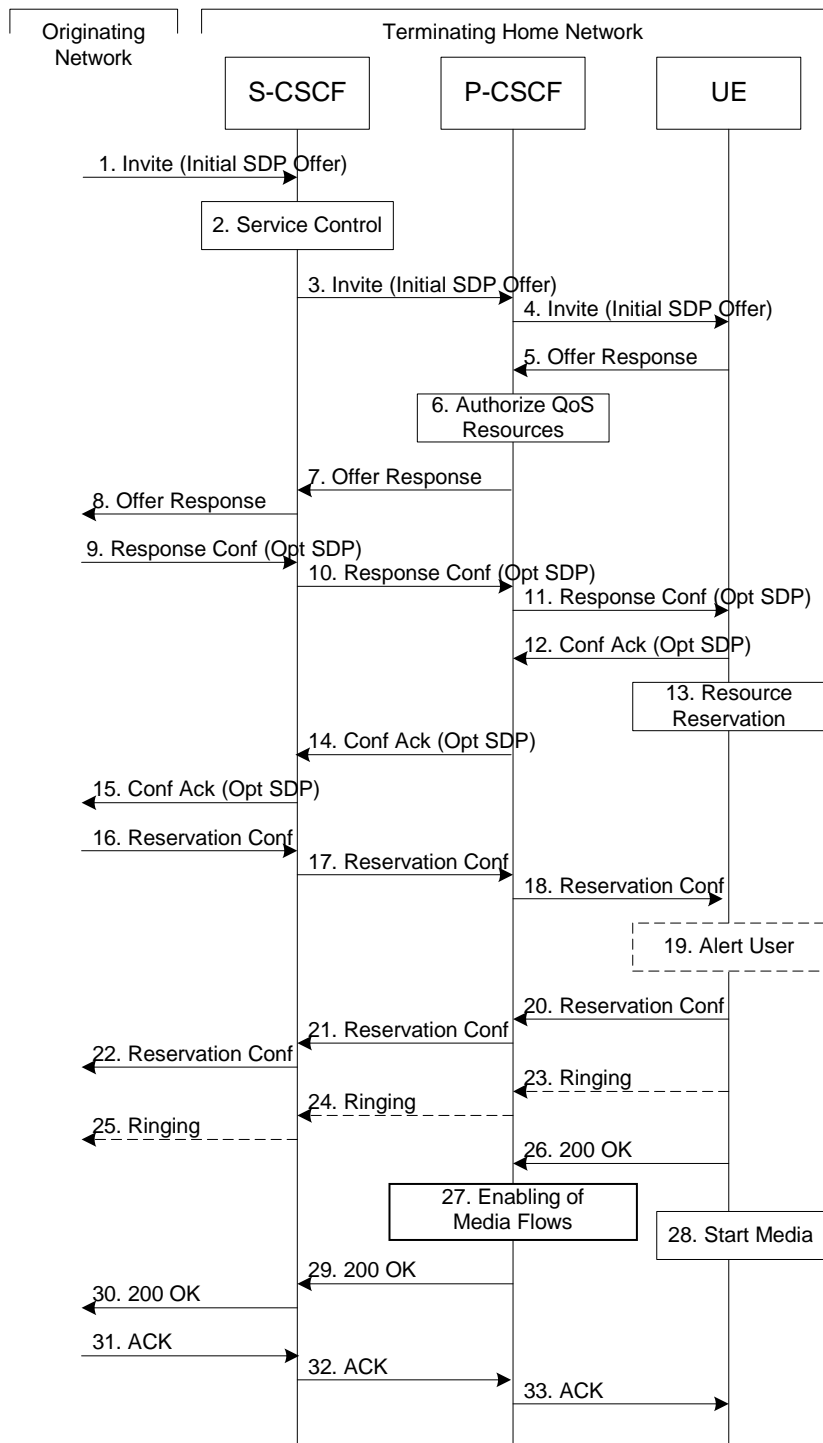 Originating
Network
Terminating Home Network
S-CSCF
P-CSCF
UE
1. Invite (Initial SDP Offer)
2. Service Control
3. Invite (Initial SDP Offer)
4. Invite (Initial SDP Offer)
5. Offer Response
6. Authorize QoS
Resources
7. Offer Response
8. Offer Response
9. Response Conf (Opt SDP)
10. Response Conf (Opt SDP)
11. Response Conf (Opt SDP)
12. Conf Ack (Opt SDP)
13. Resource
Reservation
14. Conf Ack (Opt SDP)
15. Conf Ack (Opt SDP)
16. Reservation Conf
17. Reservation Conf
18. Reservation Conf
19. Alert User
20. Reservation Conf
21. Reservation Conf
22. Reservation Conf
23. Ringing
24. Ringing
25. Ringing
26. 200 OK
27. Enabling of
Media Flows
28. Start Media
29. 200 OK
30. 200 OK
31. ACK
32. ACK
33. ACK